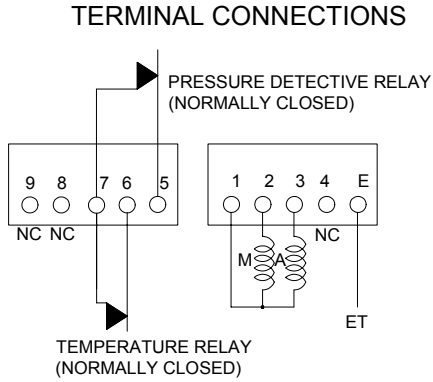 TERMINAL CONNECTIONS
PRESSURE DETECTIVE RELAY
(NORMALLY CLOSED)
9 8 7 6 5
1 2 3 4 E
NC NC
NC
M A
ET
TEMPERATURE RELAY
(NORMALLY CLOSED)